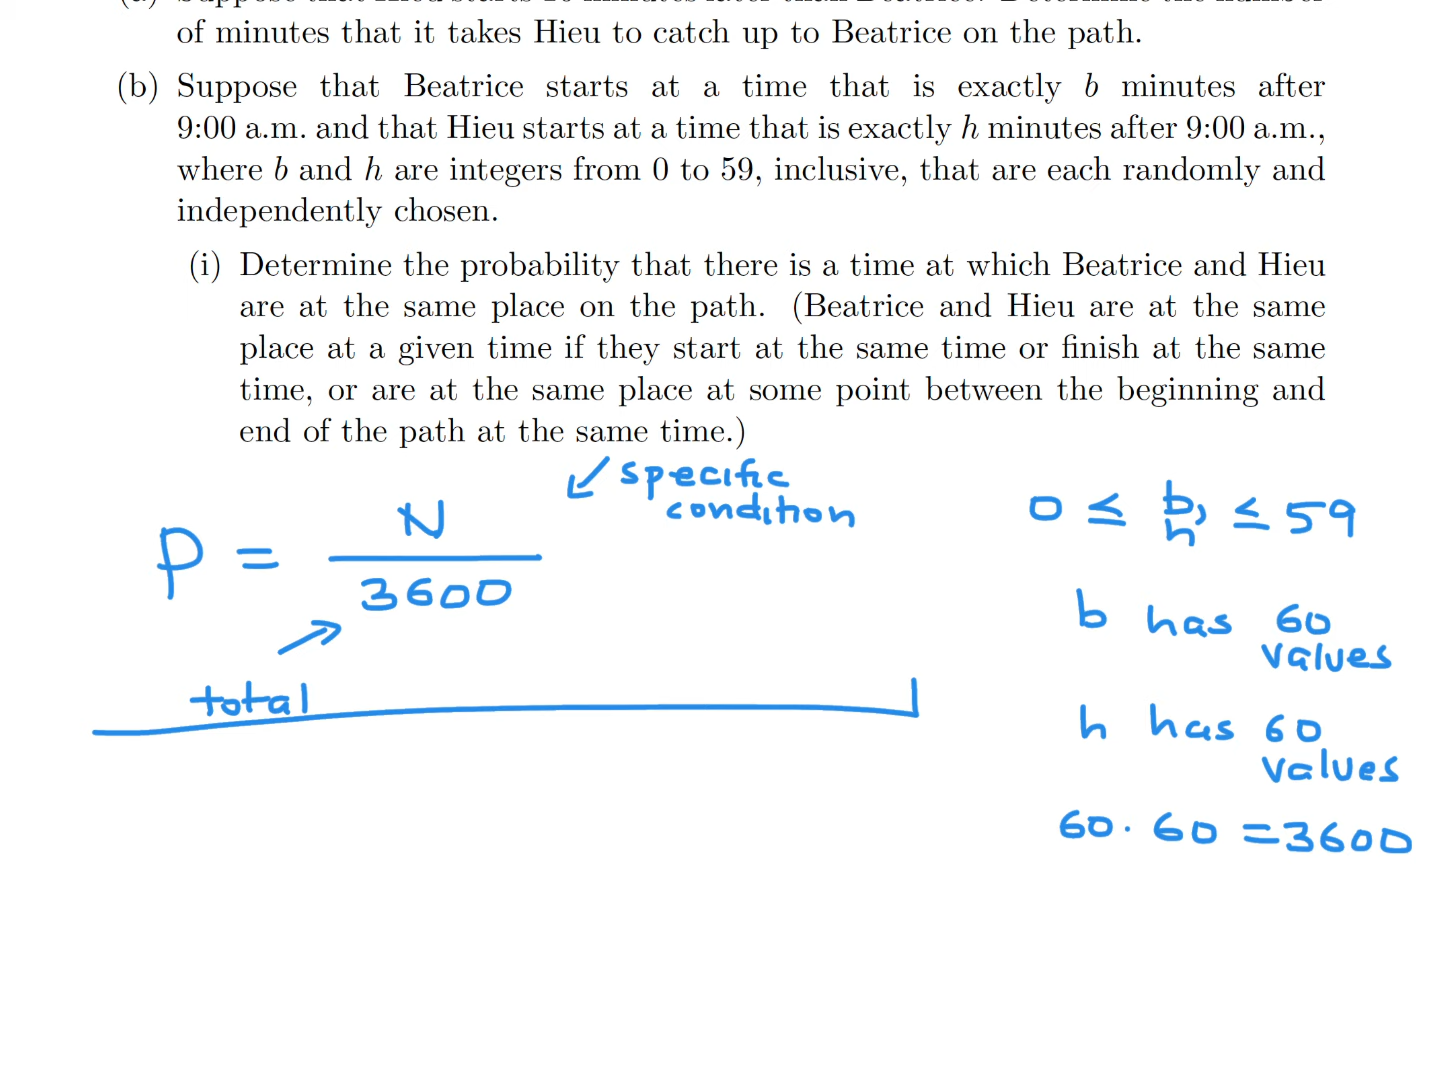 of minutes that it takes Hieu to catch up to Beatrice on the path.
(b) Suppose that Beatrice starts at a time that is exactly b minutes after
9:00 a.m. and that Hieu starts at a time that is exactly h minutes after 9:00 a.m.,
where b and h are integers from 0 to 59, inclusive, that are each randomly and
independently chosen.
(i) Determine the probability that there is a time at which Beatrice and Hieu
are at the same place on the path. (Beatrice and Hieu are at the same
place at a given time if they start at the same time or finish at the same
time, or are at the same place at some point between the beginning and
end of the path at the same time.)
specific
condition
P = N / 3600
total
0 ≤ b, h ≤ 59
b has 60
values
h has 60
values
60 · 60 = 3600